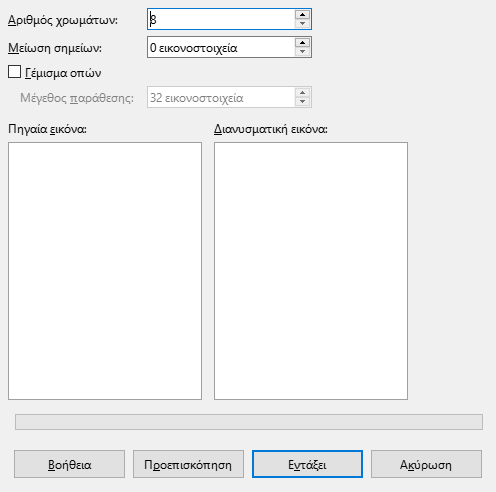 Αριθμός χρωμάτων: 8
Μείωση σημείων: 0 εικονοστοιχεία
Γέμισμα οπών
Μέγεθος παράθεσης: 32 εικονοστοιχεία
Πηγαία εικόνα: Διανυσματική εικόνα:
Βοήθεια Προεπισκόπηση Εντάξει Ακύρωση